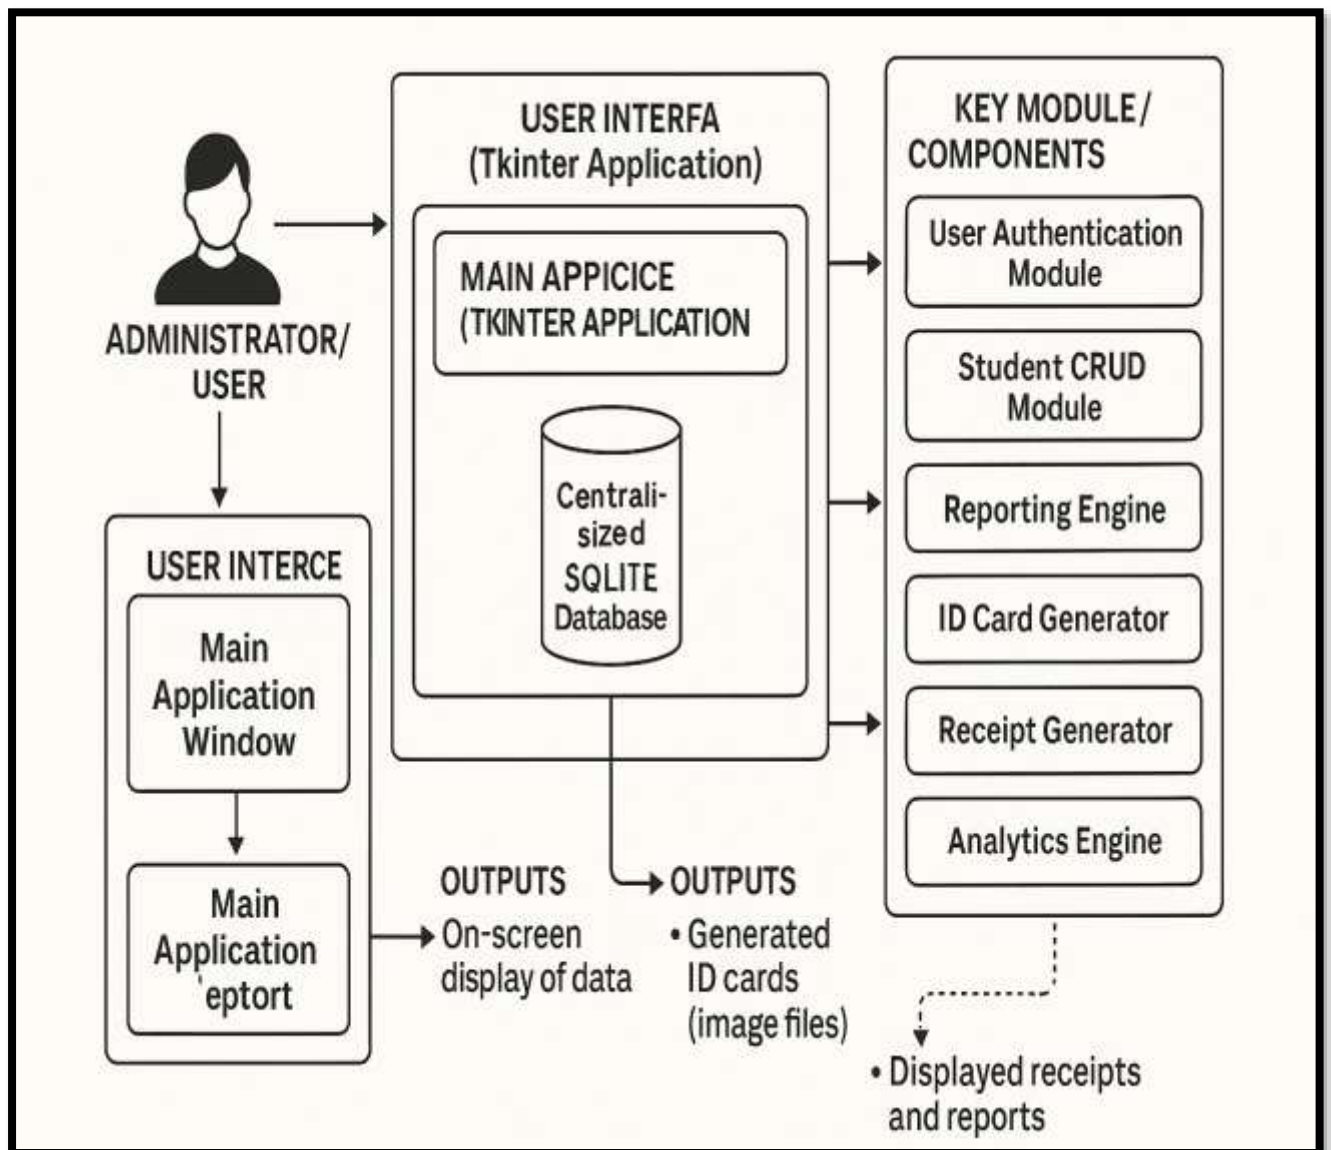 ADMINISTRATOR/
USER
USER INTERFA
(Tkinter Application)
MAIN APPICICE
(TKINTER APPLICATION
Centrali-
sized
SQLITE
Database
KEY MODULE/
COMPONENTS
User Authentication
Module
Student CRUD
Module
Reporting Engine
ID Card Generator
Receipt Generator
Analytics Engine
USER INTERCE
Main
Application
Window
Main
Application
'eptort
OUTPUTS
On-screen
display of data
OUTPUTS
• Generated
ID cards
(image files)
• Displayed receipts
and reports